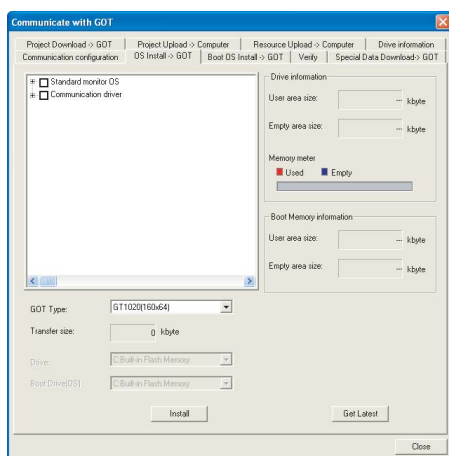 Communicate with GOT
Project Download -> GOT
Project Upload -> Computer
Resource Upload -> Computer
Drive information
Communication configuration
OS Install -> GOT
Boot OS Install -> GOT
Verify
Special Data Download-> GOT
Standard monitor OS
Communication driver
Drive information
User area size:
--- kbyte
Empty area size:
--- kbyte
Memory meter
Used Empty
Boot Memory information
User area size:
--- kbyte
Empty area size:
--- kbyte
GOT Type:
GT1020(160x64)
Transfer size:
0 kbyte
Drive:
C:Built-in Flash Memory
Boot Drive(OS):
C:Built-in Flash Memory
Install
Get Latest
Close